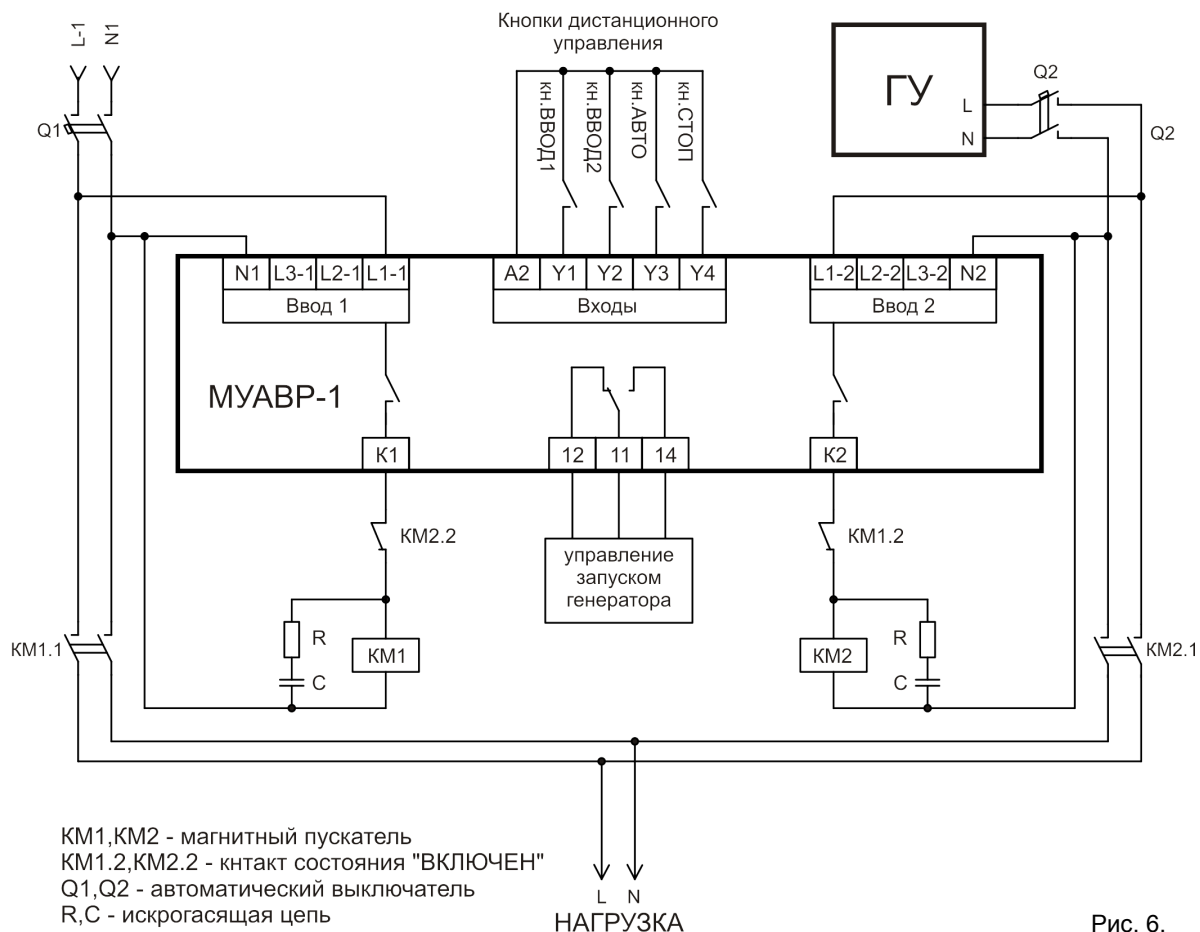 L-1
N1
Кнопки дистанционного
управления
Q1
кн.ВВОД1
кн.ВВОД2
кн.АВТО
кн.СТОП
ГУ
L
N
Q2
Q2
N1 L3-1 L2-1 L1-1
Ввод 1
A2 Y1 Y2 Y3 Y4
Входы
L1-2 L2-2 L3-2 N2
Ввод 2
МУАВР-1
К1
12 11 14
К2
КМ2.2
управление
запуском
генератора
КМ1.2
КМ1.1
R
C
КМ1
КМ2
R
C
КМ2.1
КМ1,КМ2 - магнитный пускатель
КМ1.2,КМ2.2 - кнтакт состояния "ВКЛЮЧЕН"
Q1,Q2 - автоматический выключатель
R,C - искрогасящая цепь
L N
НАГРУЗКА
Рис. 6.